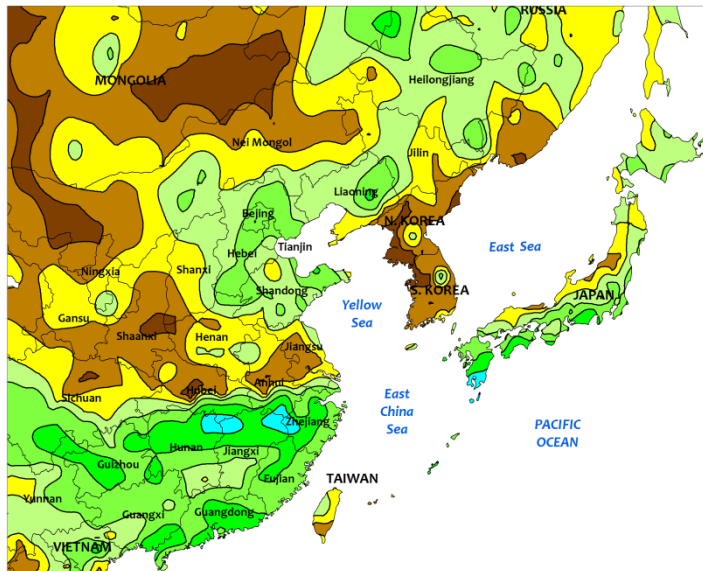 RUSSIA
MONGOLIA
Heilongjiang
Nei Mongol
Jilin
Liaoning
Bejing
N. KOREA
Tianjin
East Sea
Hebei
Shanxi
Ningxia
Shandong
S. KOREA
JAPAN
Yellow
Sea
Gansu
Shaanxi
Henan
Jiangsu
Anhui
Hubei
Sichuan
East
China
Sea
Zhejiang
PACIFIC
OCEAN
Hunan
Jiangxi
Guizhou
Fujian
TAIWAN
Yunnan
Guangxi
Guangdong
VIETNAM